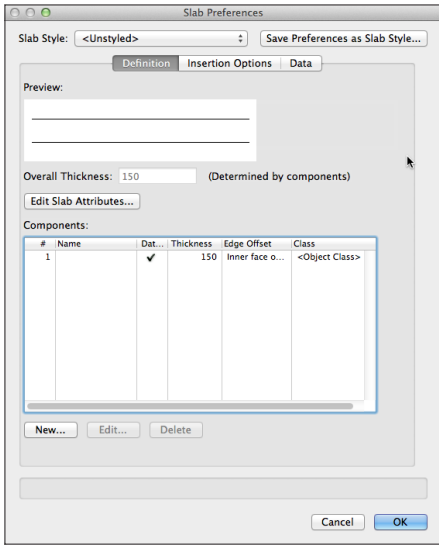 Slab Preferences
Slab Style: <Unstyled> Save Preferences as Slab Style...
Definition Insertion Options Data
Preview:
Overall Thickness: 150 (Determined by components)
Edit Slab Attributes...
Components:
# Name Dat... Thickness Edge Offset Class
1 150 Inner face o... <Object Class>
New... Edit... Delete
Cancel OK